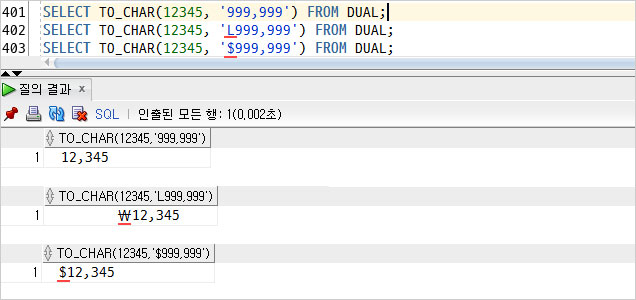 401 SELECT TO_CHAR(12345, '999,999') FROM DUAL;
402 SELECT TO_CHAR(12345, 'L999,999') FROM DUAL;
403 SELECT TO_CHAR(12345, '$999,999') FROM DUAL;
질의 결과 x
SQL | 인출된 모든 행: 1(0,002초)
TO_CHAR(12345,'999,999')
1 12,345
TO_CHAR(12345,'L999,999')
1 ₩12,345
TO_CHAR(12345,'$999,999')
1 $12,345